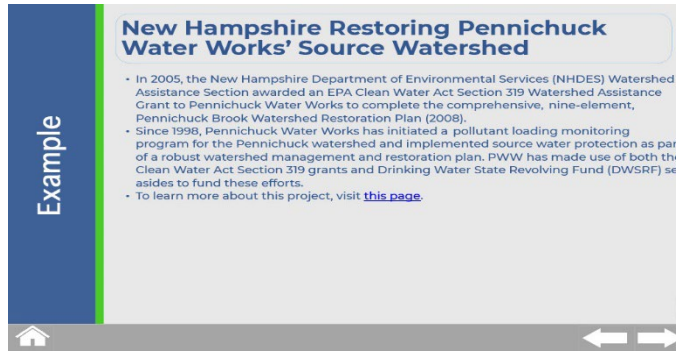 Example
New Hampshire Restoring Pennichuck
Water Works’ Source Watershed
• In 2005, the New Hampshire Department of Environmental Services (NHDES) Watershed
Assistance Section awarded an EPA Clean Water Act Section 319 Watershed Assistance
Grant to Pennichuck Water Works to complete the comprehensive, nine-element,
Pennichuck Brook Watershed Restoration Plan (2008).
• Since 1998, Pennichuck Water Works has initiated a pollutant loading monitoring
program for the Pennichuck watershed and implemented source water protection as par
of a robust watershed management and restoration plan. PWW has made use of both the
Clean Water Act Section 319 grants and Drinking Water State Revolving Fund (DWSRF) se
asides to fund these efforts.
• To learn more about this project, visit this page.